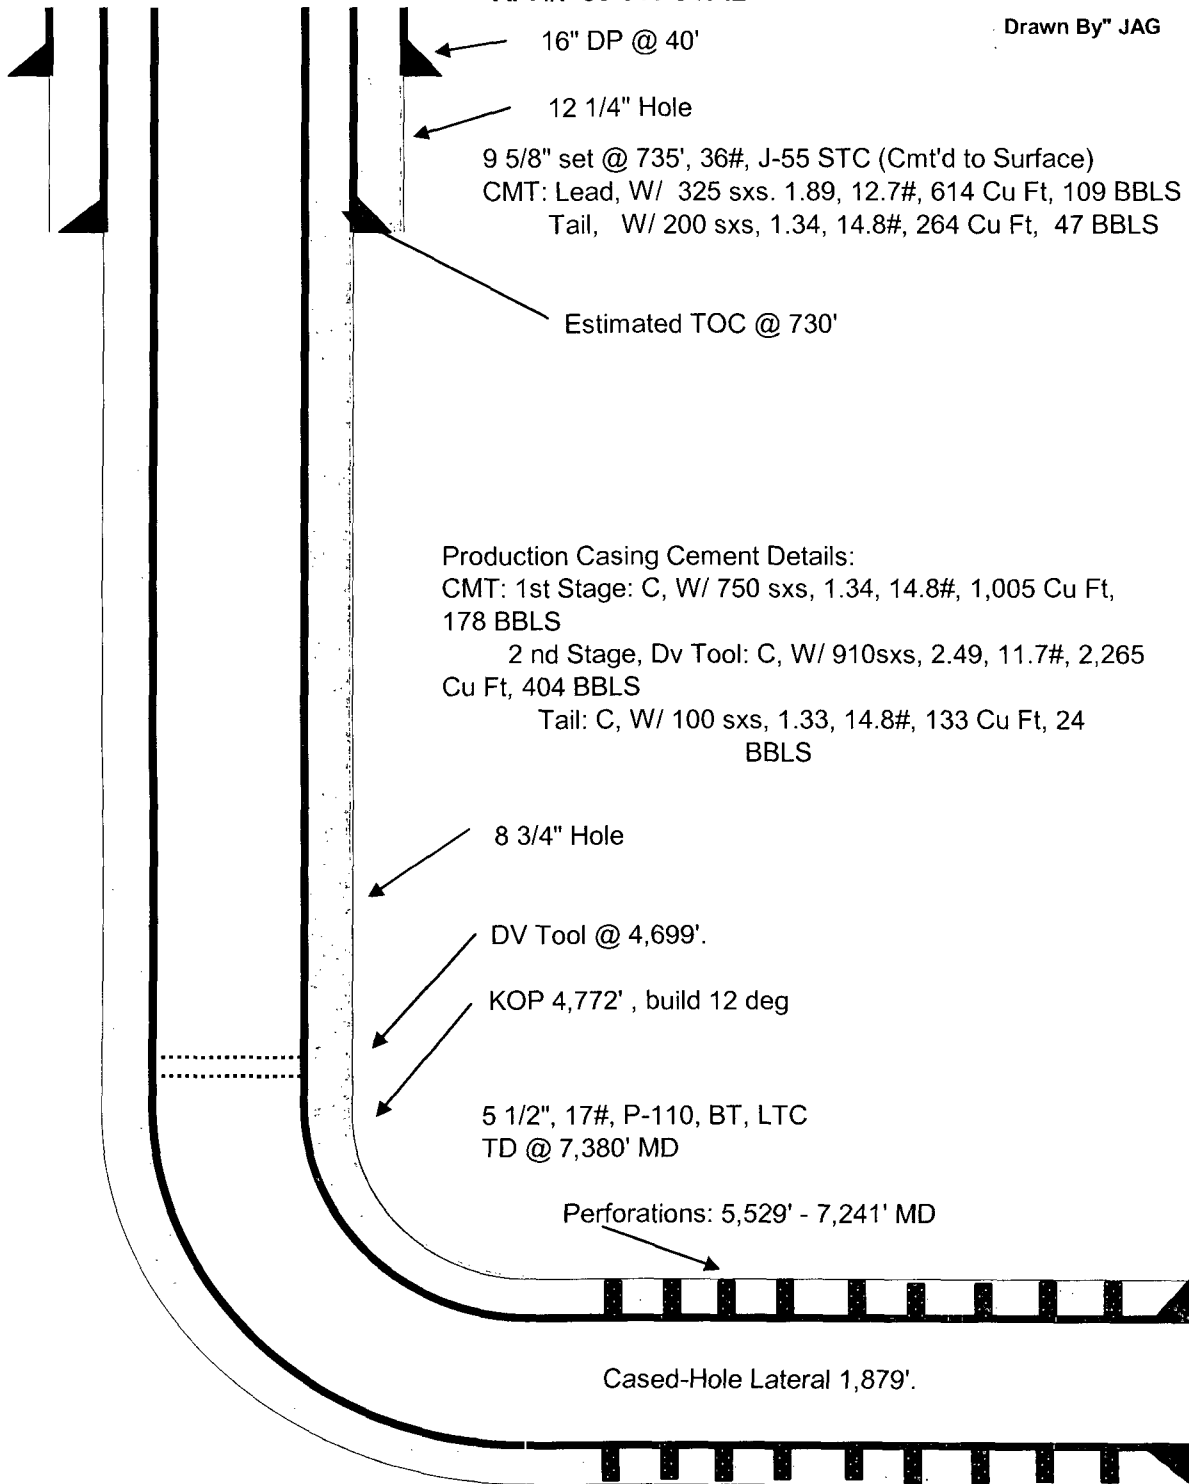 Drawn By" JAG
16" DP @ 40'
12 1/4" Hole
9 5/8" set @ 735', 36#, J-55 STC (Cmt'd to Surface)
CMT: Lead, W/ 325 sxs. 1.89, 12.7#, 614 Cu Ft, 109 BBLS
Tail, W/ 200 sxs, 1.34, 14.8#, 264 Cu Ft, 47 BBLS
Estimated TOC @ 730'
Production Casing Cement Details:
CMT: 1st Stage: C, W/ 750 sxs, 1.34, 14.8#, 1,005 Cu Ft,
178 BBLS
2 nd Stage, Dv Tool: C, W/ 910sxs, 2.49, 11.7#, 2,265
Cu Ft, 404 BBLS
Tail: C, W/ 100 sxs, 1.33, 14.8#, 133 Cu Ft, 24
BBLS
8 3/4" Hole
DV Tool @ 4,699'.
KOP 4,772' , build 12 deg
5 1/2", 17#, P-110, BT, LTC
TD @ 7,380' MD
Perforations: 5,529' - 7,241' MD
Cased-Hole Lateral 1,879'.